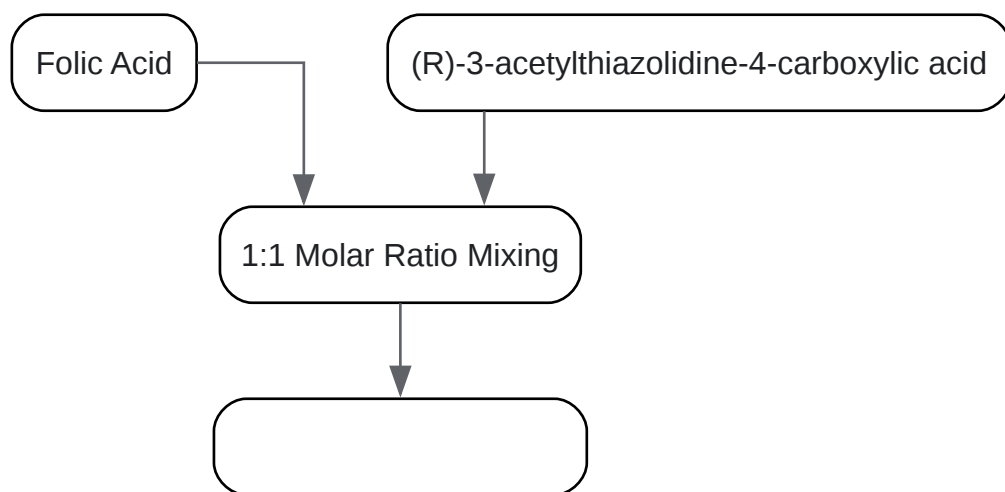 Folic Acid
(R)-3-acetylthiazolidine-4-carboxylic acid
1:1 Molar Ratio Mixing